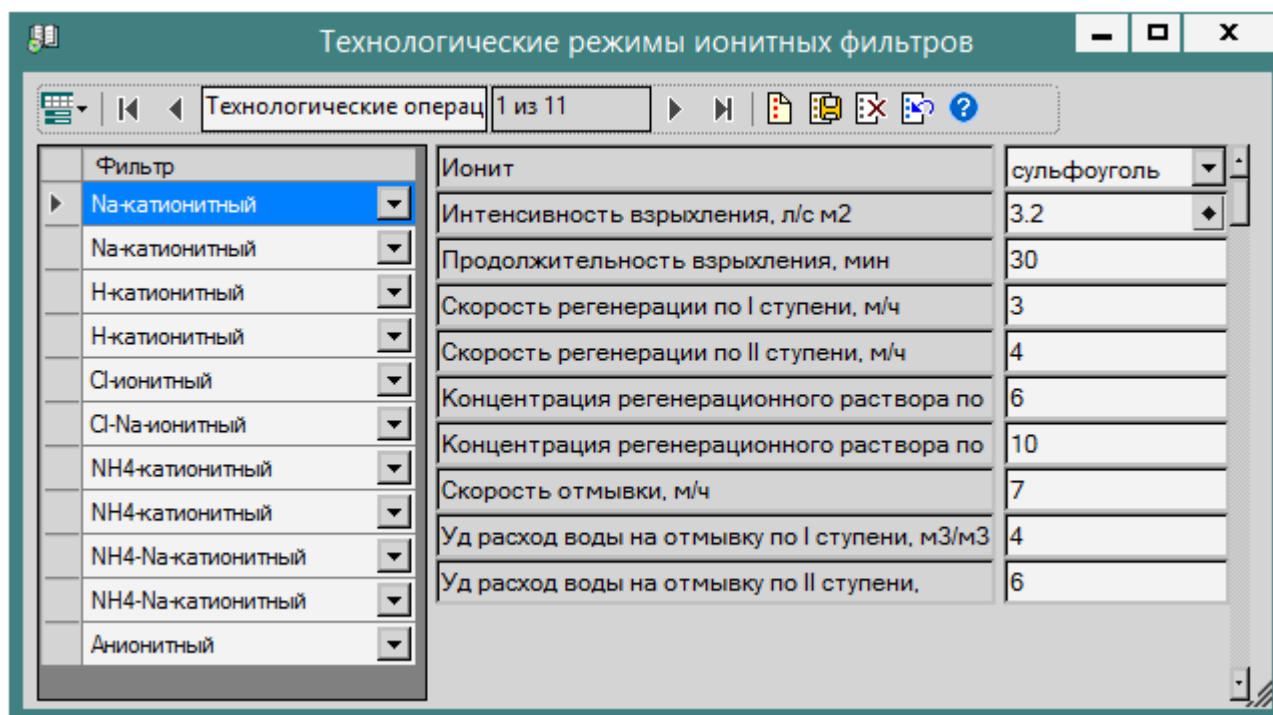 Технологические режимы ионитных фильтров
Технологические операц 1 из 11
Фильтр
Na-катионитный
Na-катионитный
H-катионитный
H-катионитный
Cl-ионитный
Cl-Na-ионитный
NH4-катионитный
NH4-катионитный
NH4-Na-катионитный
NH4-Na-катионитный
Анионитный
Ионит сульфоуголь
Интенсивность взрыхления, л/с м2 3.2
Продолжительность взрыхления, мин 30
Скорость регенерации по I ступени, м/ч 3
Скорость регенерации по II ступени, м/ч 4
Концентрация регенерационного раствора по 6
Концентрация регенерационного раствора по 10
Скорость отмывки, м/ч 7
Уд расход воды на отмывку по I ступени, м3/м3 4
Уд расход воды на отмывку по II ступени, 6